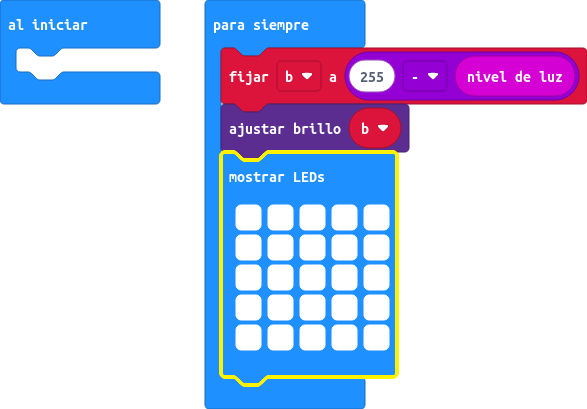 al iniciar
para siempre
fijar b a 255 - nivel de luz
ajustar brillo b
mostrar LEDs